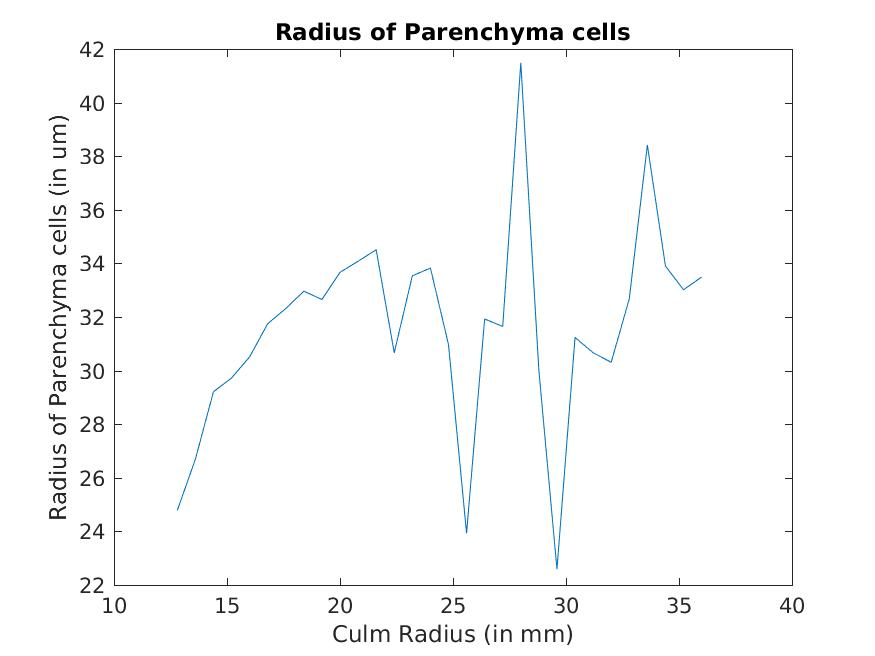 Radius of Parenchyma cells
42
40
38
36
34
32
30
28
26
24
22
Radius of Parenchyma cells (in um)
10 15 20 25 30 35 40
Culm Radius (in mm)